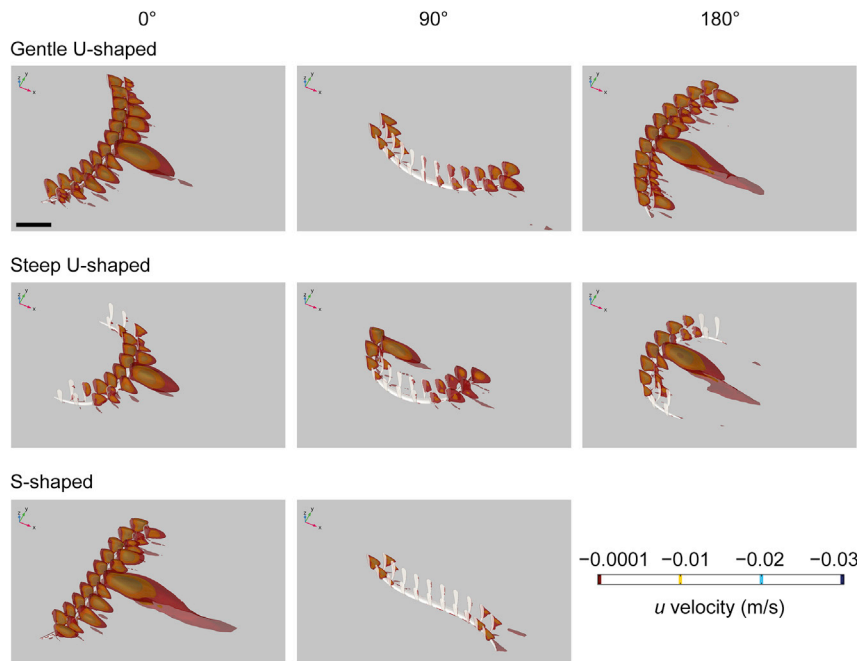 0° 90° 180°
Gentle U-shaped
z y x
z y x
z y x
Steep U-shaped
z y x
z y x
z y x
S-shaped
z y x
z y x
−0.0001 −0.01 −0.02 −0.03
u velocity (m/s)